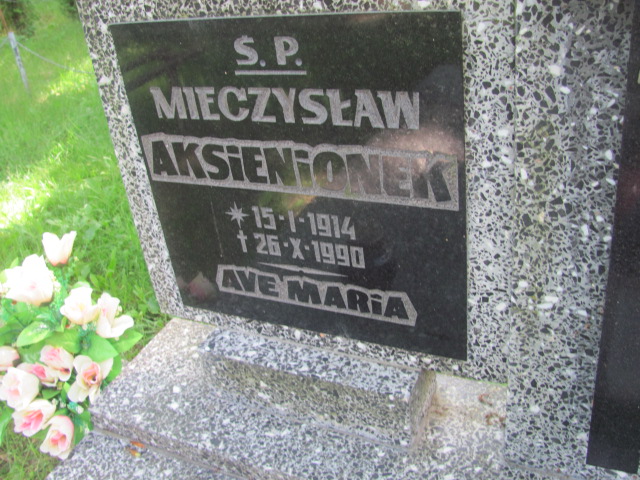 Ś. P.
MIECZYSŁAW
AKSiENiONEK
* 15·I·1914
† 26·X·1990
AVE MARiA